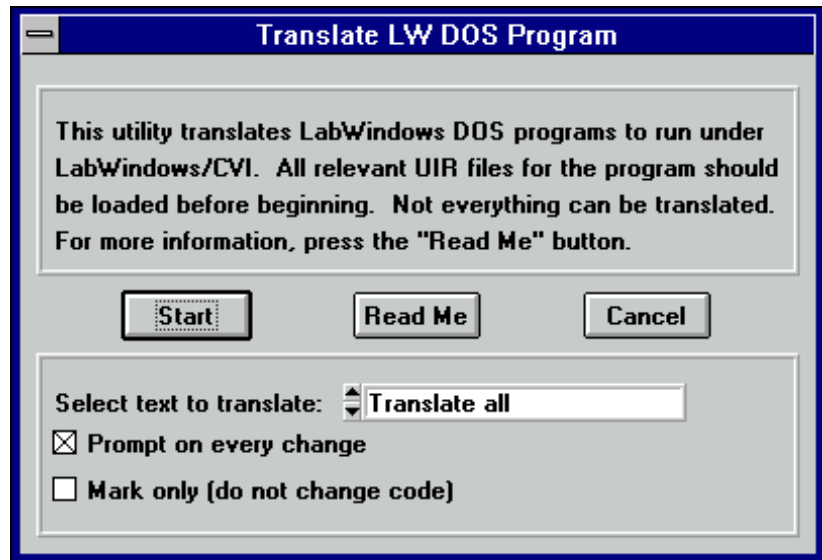 Translate LW DOS Program
This utility translates LabWindows DOS programs to run under
LabWindows/CVI.  All relevant UIR files for the program should
be loaded before beginning.  Not everything can be translated.
For more information, press the "Read Me" button.
Start Read Me Cancel
Select text to translate: Translate all
Prompt on every change
Mark only (do not change code)